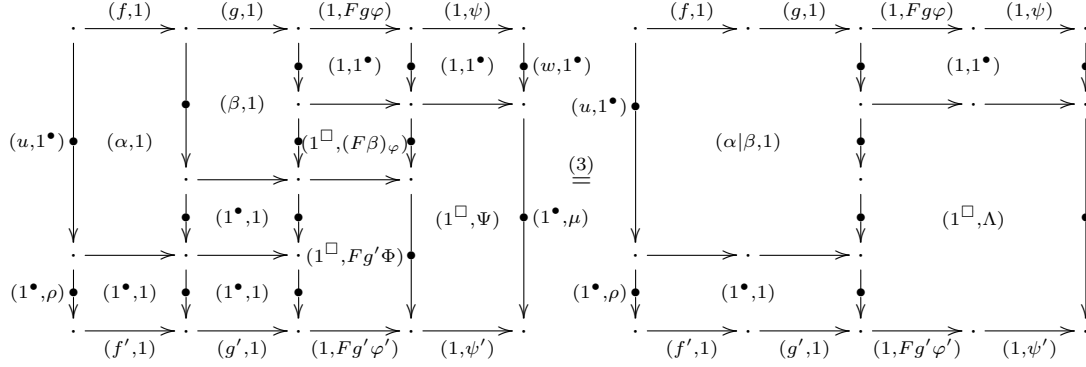 (f,1) (g,1) (1,Fgφ) (1,ψ) (f,1) (g,1) (1,Fgφ) (1,ψ)
(1,1•) (1,1•) (w,1•) (1,1•) (w,1•)
(β,1)
(u,1•) (α,1) (1□,(Fβ)φ) (3) = (u,1•) (α|β,1)
(1•,1) (1□,Ψ) (1•,μ) (1□,Λ) (1•,μ)
(1□,Fg′Φ)
(1•,ρ) (1•,1) (1•,1) (1•,ρ) (1•,1)
(f′,1) (g′,1) (1,Fg′φ′) (1,ψ′) (f′,1) (g′,1) (1,Fg′φ′) (1,ψ′)